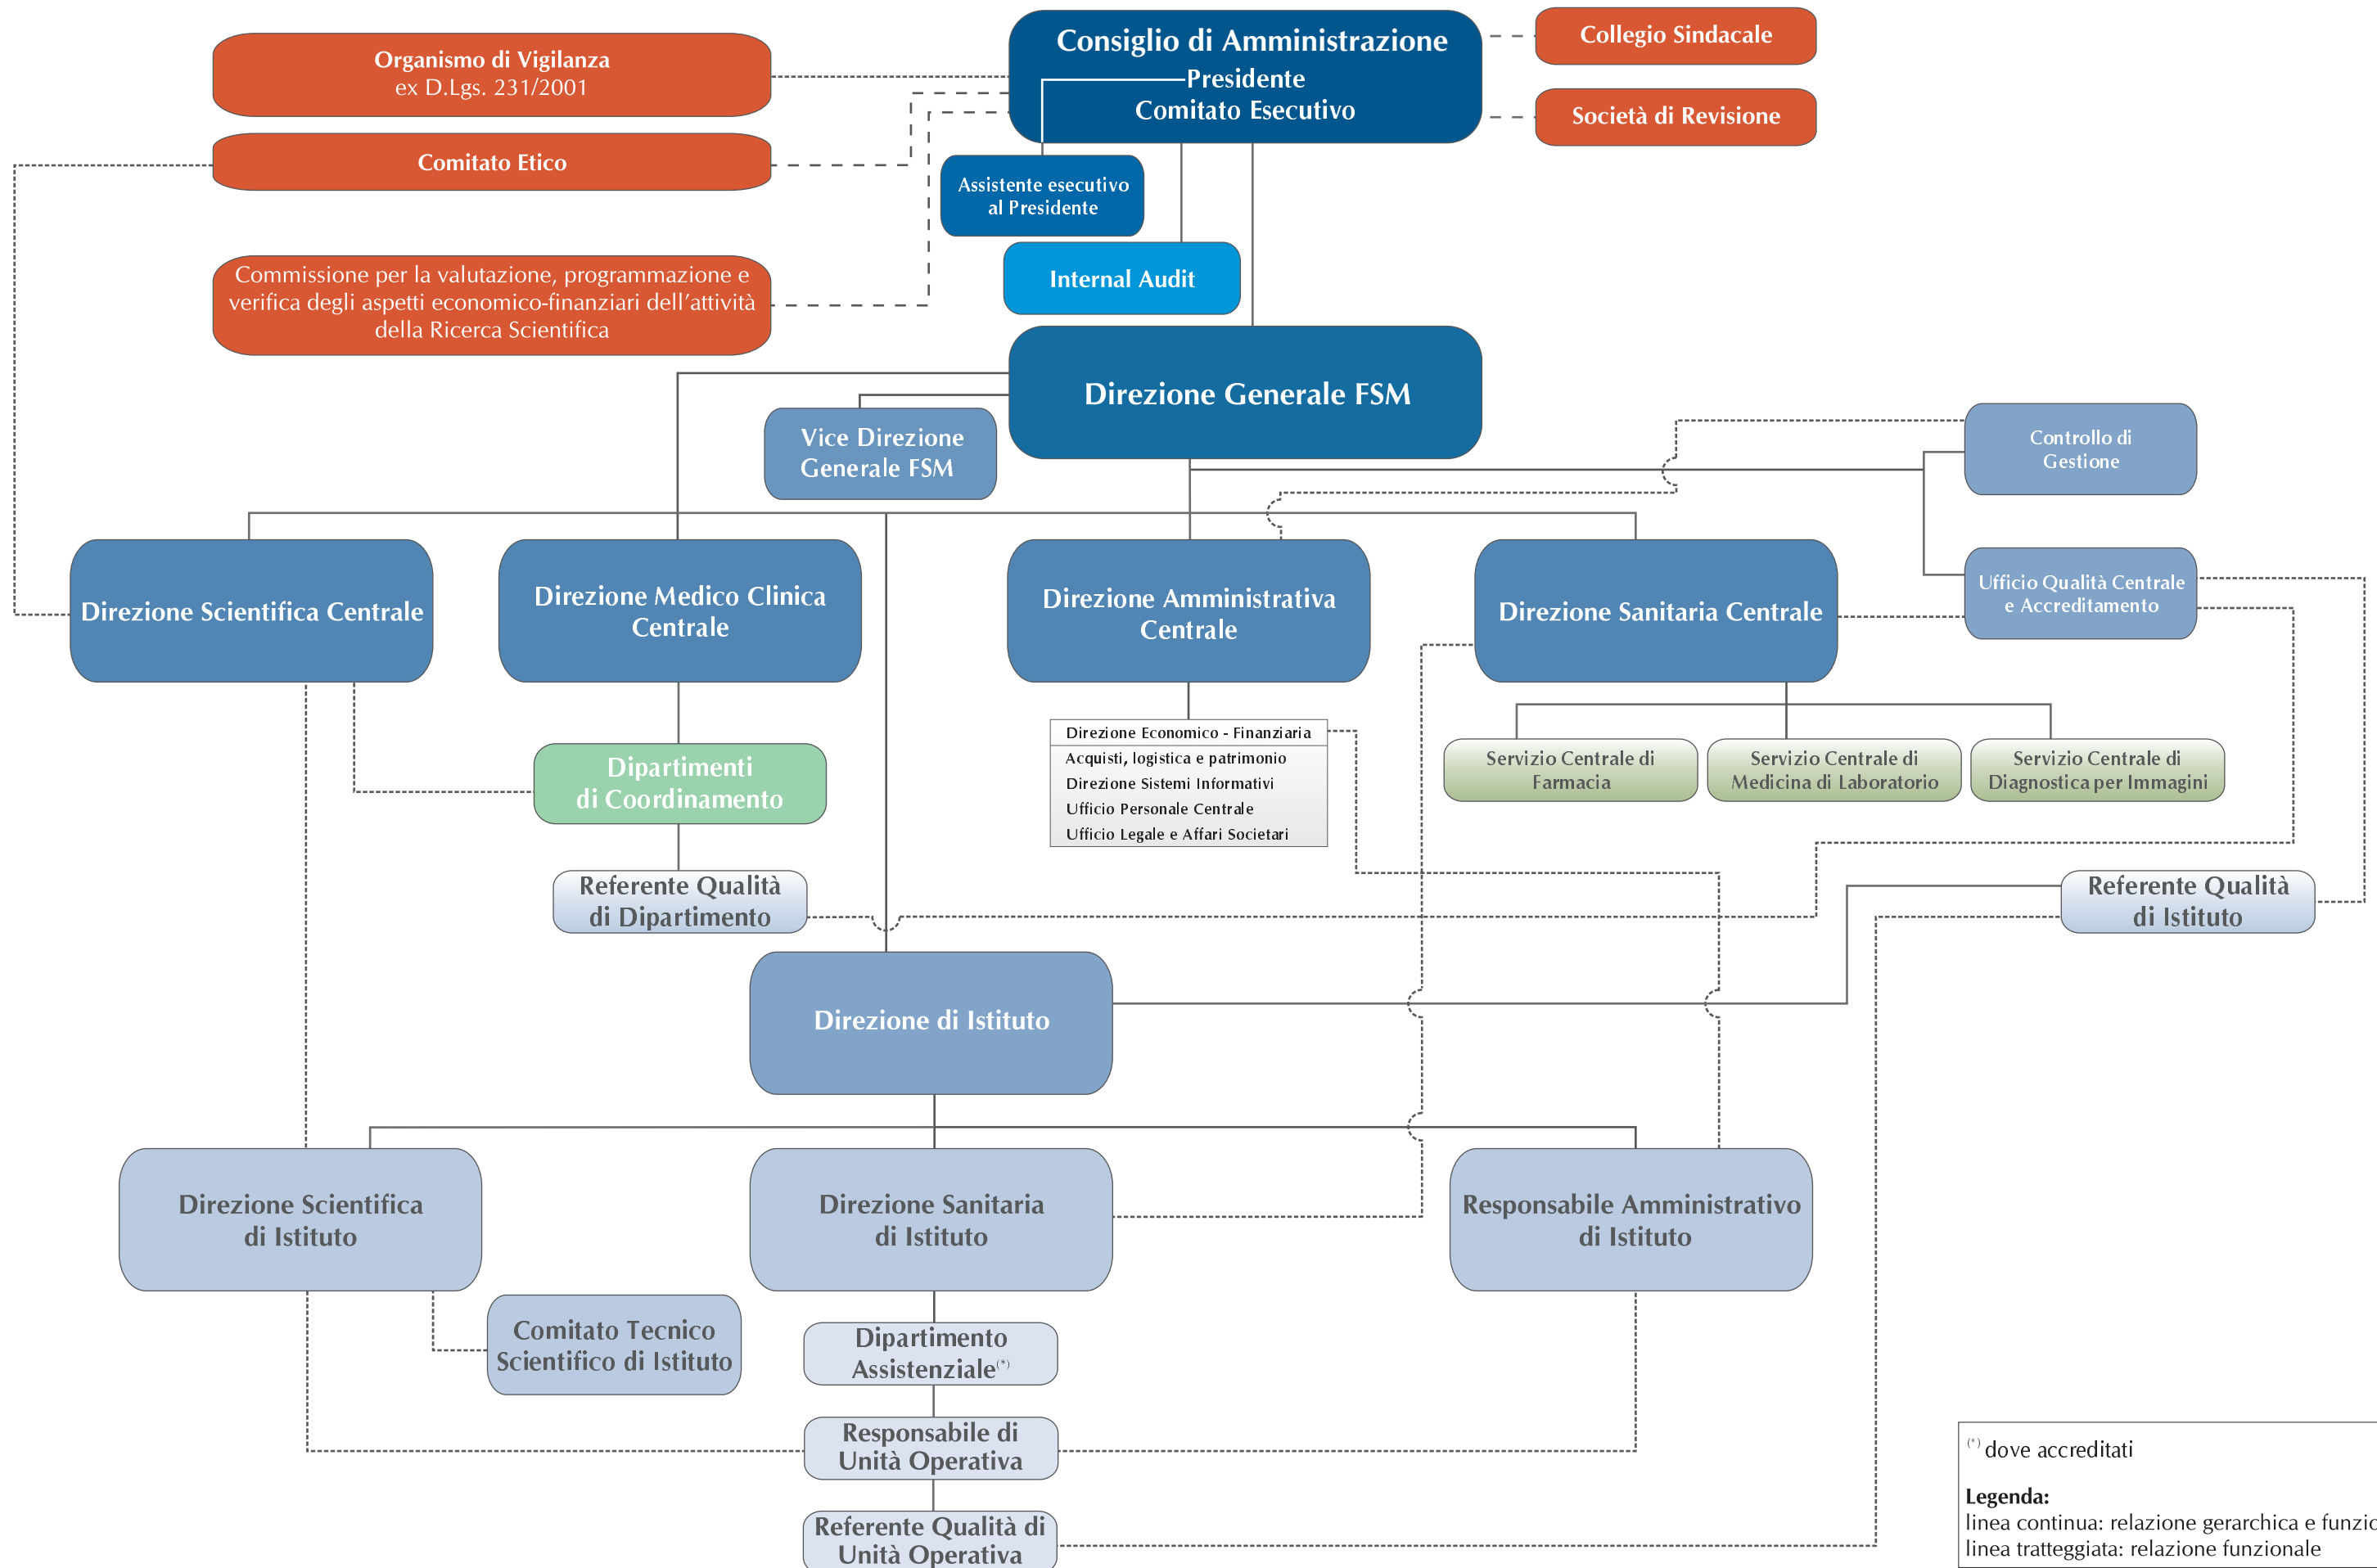 Consiglio di Amministrazione
Presidente
Comitato Esecutivo
Collegio Sindacale
Società di Revisione
Organismo di Vigilanza
ex D.Lgs. 231/2001
Comitato Etico
Commissione per la valutazione, programmazione e
verifica degli aspetti economico-finanziari dell'attività
della Ricerca Scientifica
Assistente esecutivo
al Presidente
Internal Audit
Direzione Generale FSM
Vice Direzione
Generale FSM
Controllo di
Gestione
Ufficio Qualità Centrale
e Accreditamento
Direzione Scientifica Centrale
Direzione Medico Clinica
Centrale
Direzione Amministrativa
Centrale
Direzione Sanitaria Centrale
Dipartimenti
di Coordinamento
Direzione Economico - Finanziaria
Acquisti, logistica e patrimonio
Direzione Sistemi Informativi
Ufficio Personale Centrale
Ufficio Legale e Affari Societari
Servizio Centrale di
Farmacia
Servizio Centrale di
Medicina di Laboratorio
Servizio Centrale di
Diagnostica per Immagini
Referente Qualità
di Dipartimento
Referente Qualità
di Istituto
Direzione di Istituto
Direzione Scientifica
di Istituto
Direzione Sanitaria
di Istituto
Responsabile Amministrativo
di Istituto
Comitato Tecnico
Scientifico di Istituto
Dipartimento
Assistenziale(*)
Responsabile di
Unità Operativa
Referente Qualità di
Unità Operativa
(*) dove accreditati
Legenda:
linea continua: relazione gerarchica e
linea tratteggiata: relazione funzionale